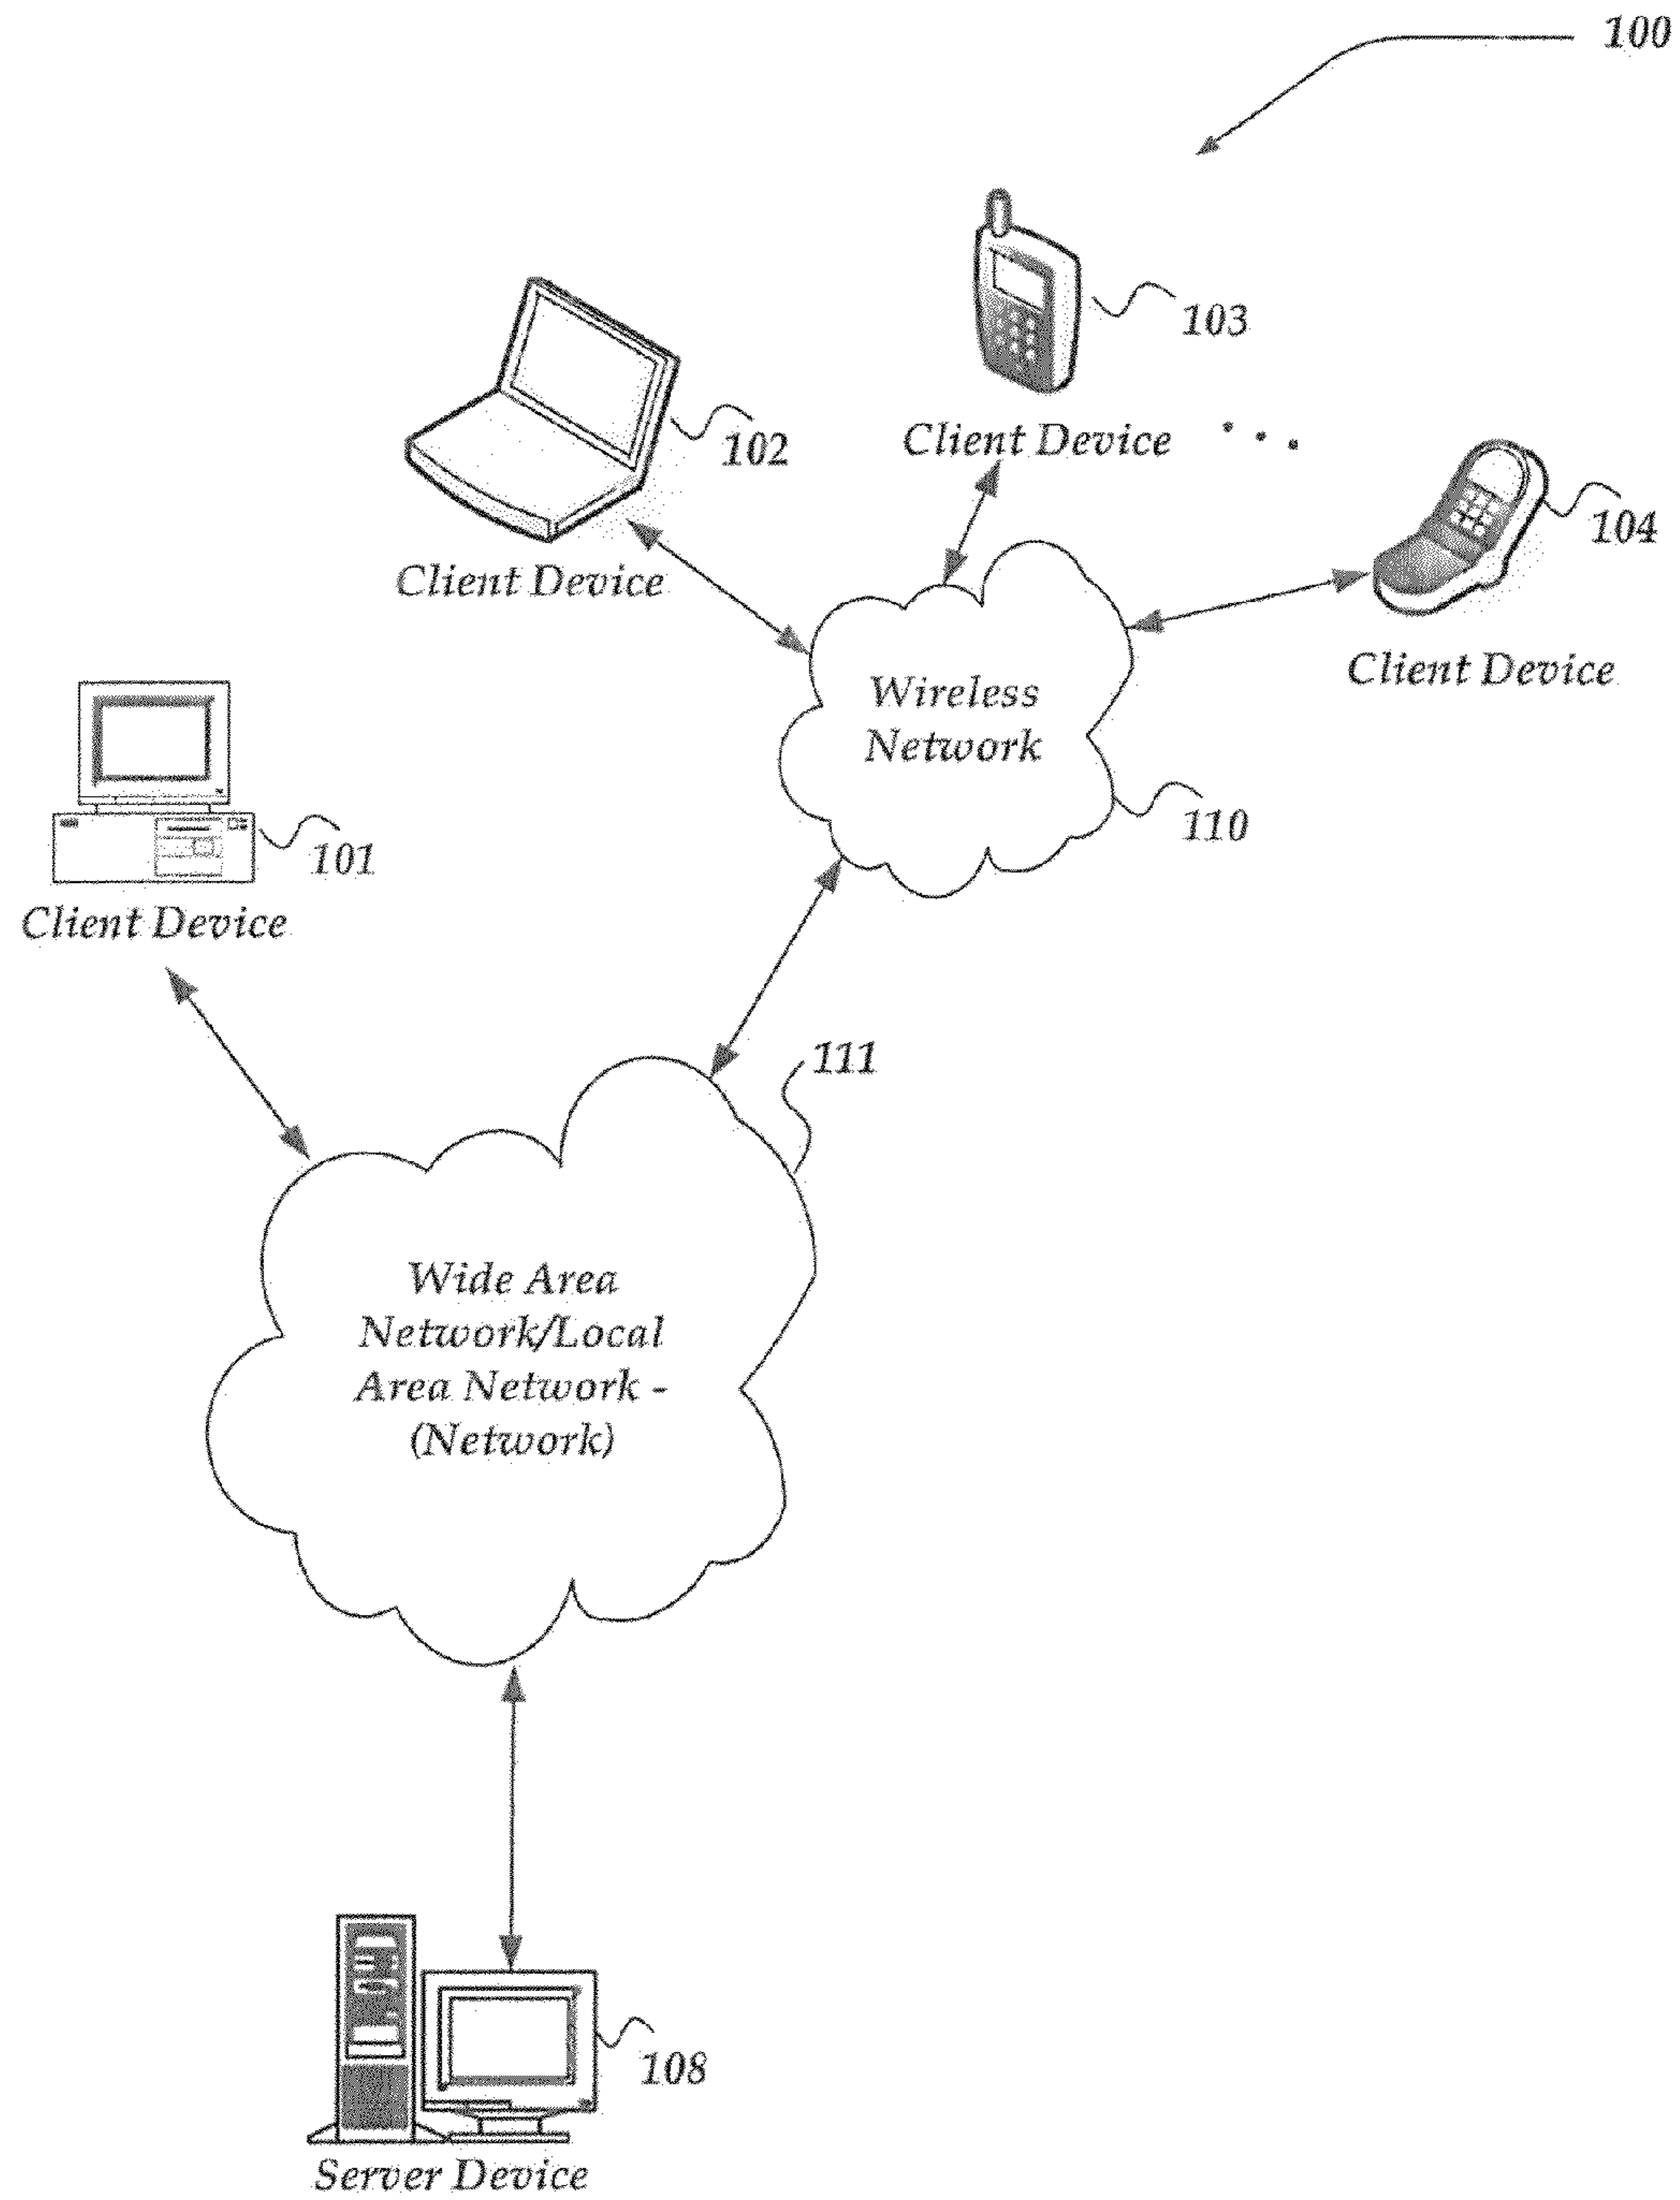 100
103
102
Client Device . . .
104
Client Device
Client Device
Wireless
Network
110
101
Client Device
111
Wide Area
Network/Local
Area Network -
(Network)
108
Server Device